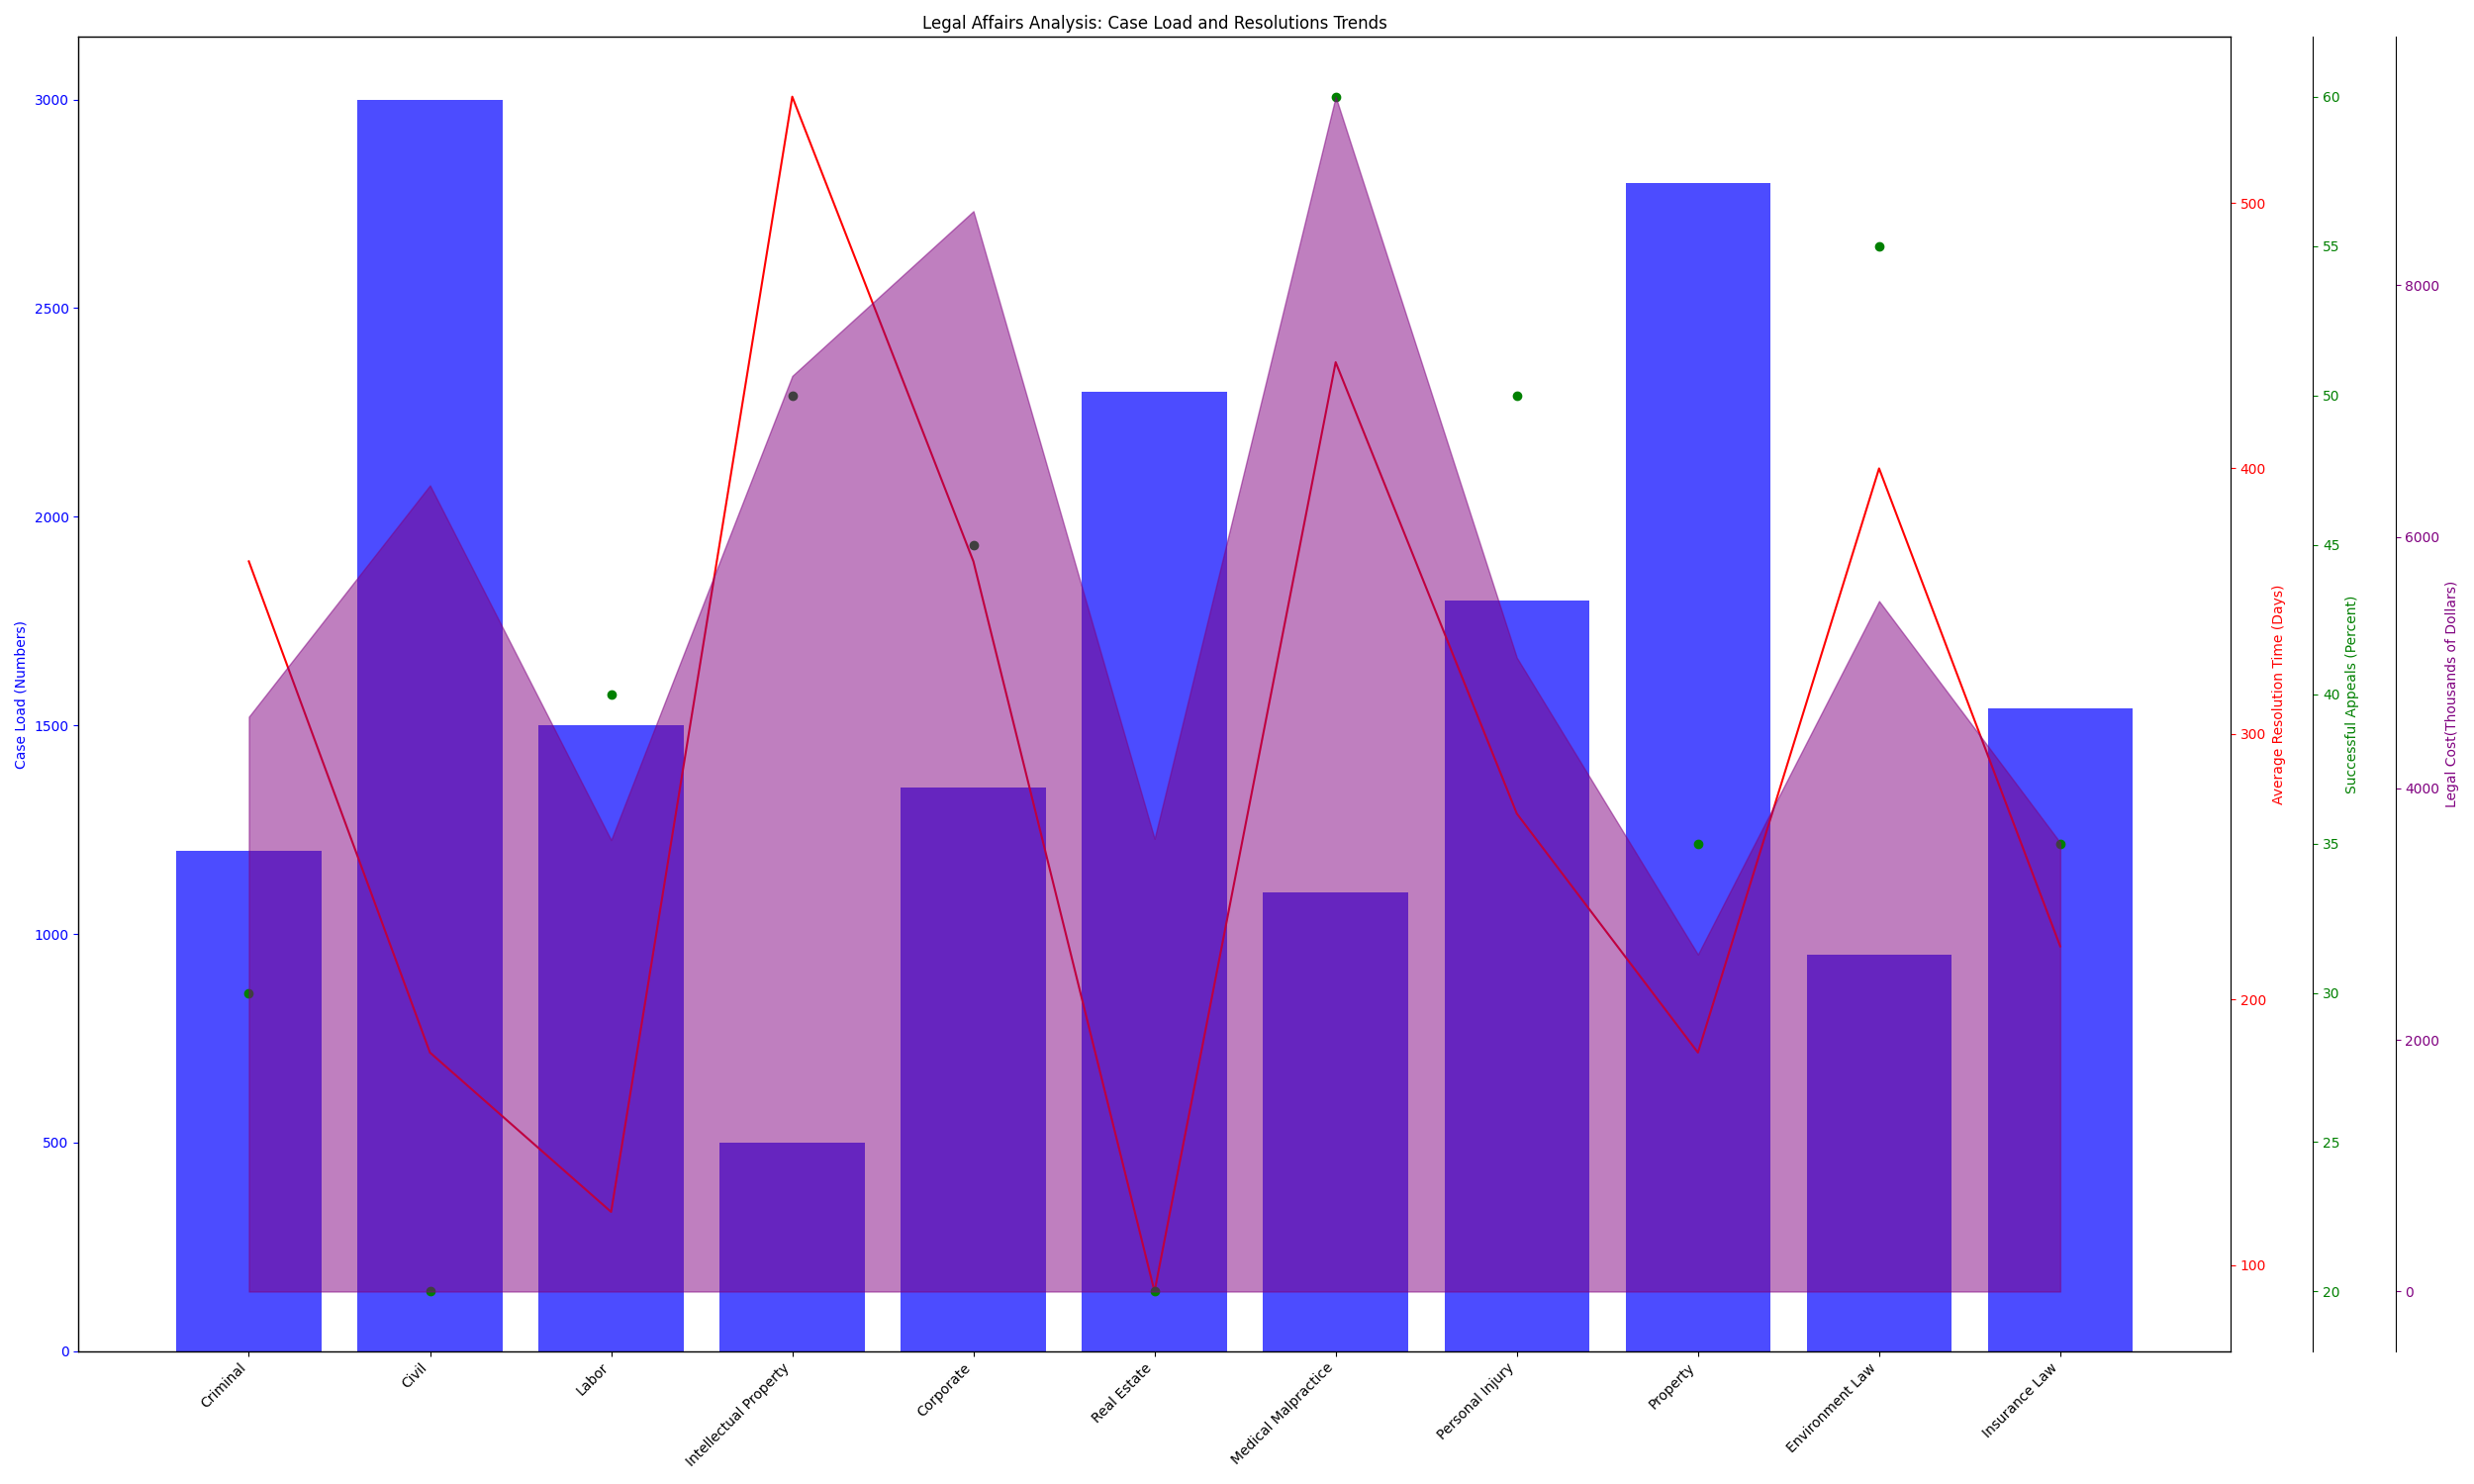 Legal Affairs Analysis: Case Load and Resolutions Trends
Case Load (Numbers)
3000
2500
2000
1500
1000
500
0
Criminal
Civil
Labor
Intellectual Property
Corporate
Real Estate
Medical Malpractice
Personal Injury
Property
Environment Law
Insurance Law
500
400
300
200
100
Average Resolution Time (Days)
60
55
50
45
40
35
30
25
20
Successful Appeals (Percent)
8000
6000
4000
2000
0
Legal Cost(Thousands of Dollars)